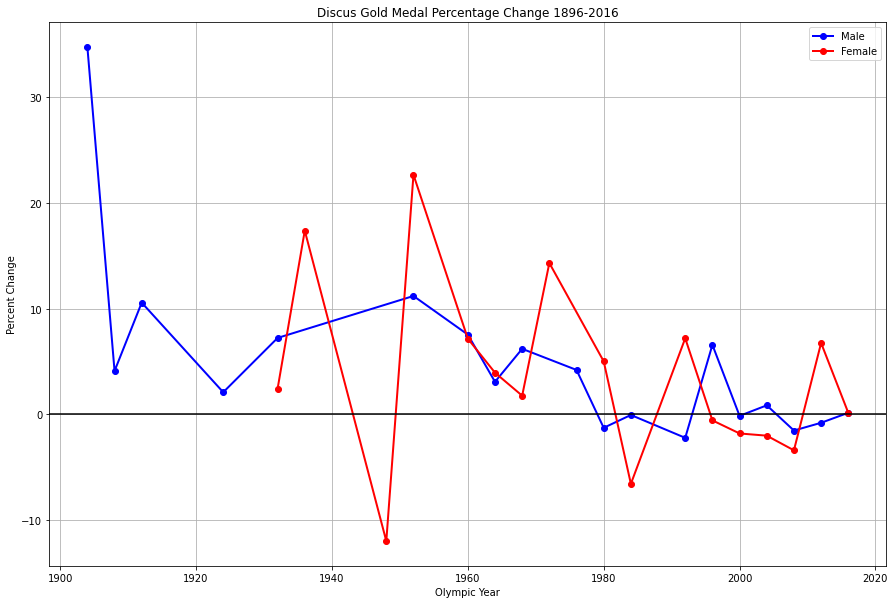 Discus Gold Medal Percentage Change 1896-2016
Male
Female
Percent Change
30
20
10
0
−10
1900 1920 1940 1960 1980 2000 2020
Olympic Year